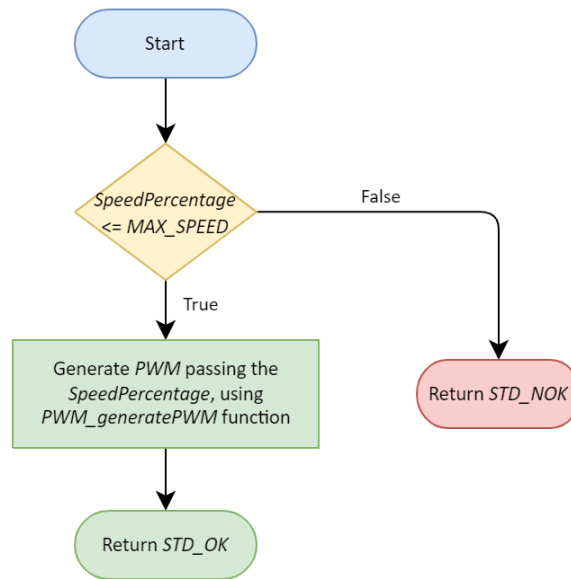 Start
SpeedPercentage
<= MAX_SPEED
False
True
Generate PWM passing the
SpeedPercentage, using
PWM_generatePWM function
Return STD_NOK
Return STD_OK